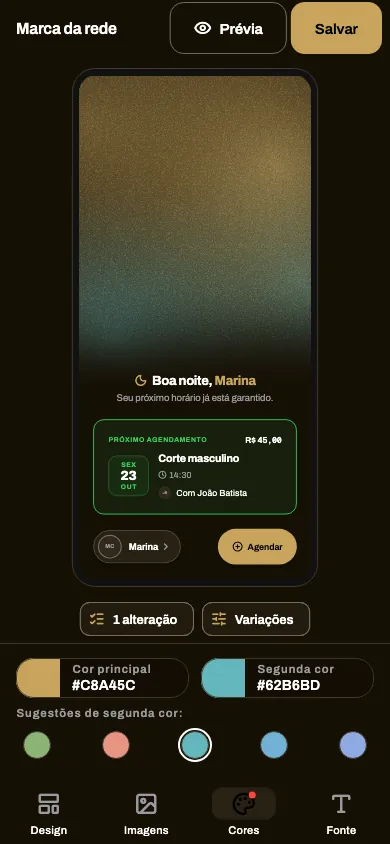 Marca da rede
Prévia
Salvar
Boa noite, Marina
Seu próximo horário já está garantido.
PRÓXIMO AGENDAMENTO
R$ 45,00
SEX
23
OUT
Corte masculino
14:30
Com João Batista
MC
Marina
Agendar
1 alteração
Variações
Cor principal
#C8A45C
Segunda cor
#62B6BD
Sugestões de segunda cor:
Design
Imagens
Cores
Fonte